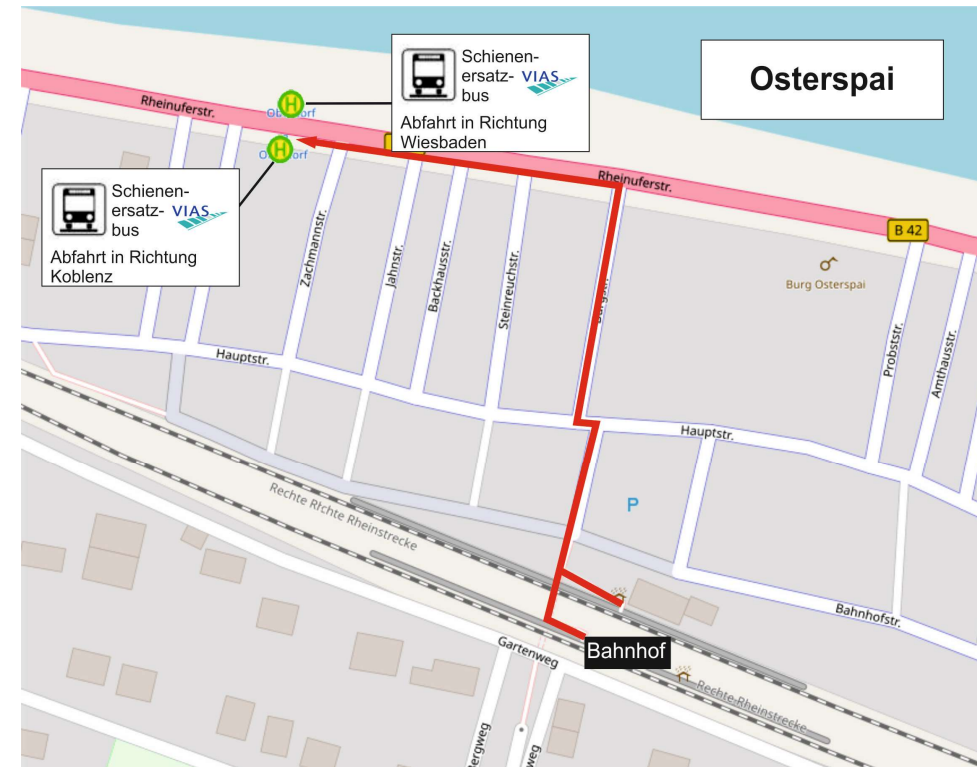 Osterspai
Schienen-
ersatz- VIAS
bus
Abfahrt in Richtung
Wiesbaden
Rheinuferstr.
H
H
Schienen-
ersatz- VIAS
bus
Abfahrt in Richtung
Koblenz
Rheinuferstr.
B 42
Burg Osterspai
Zachmannstr.
Jahnstr.
Backhausstr.
Steinreuchstr.
Probststr.
Amthausstr.
Hauptstr.
Hauptstr.
P
Rheinstrecke
Bahnhofstr.
Bahnhof
Gartenweg
Rechte Rheinstrecke